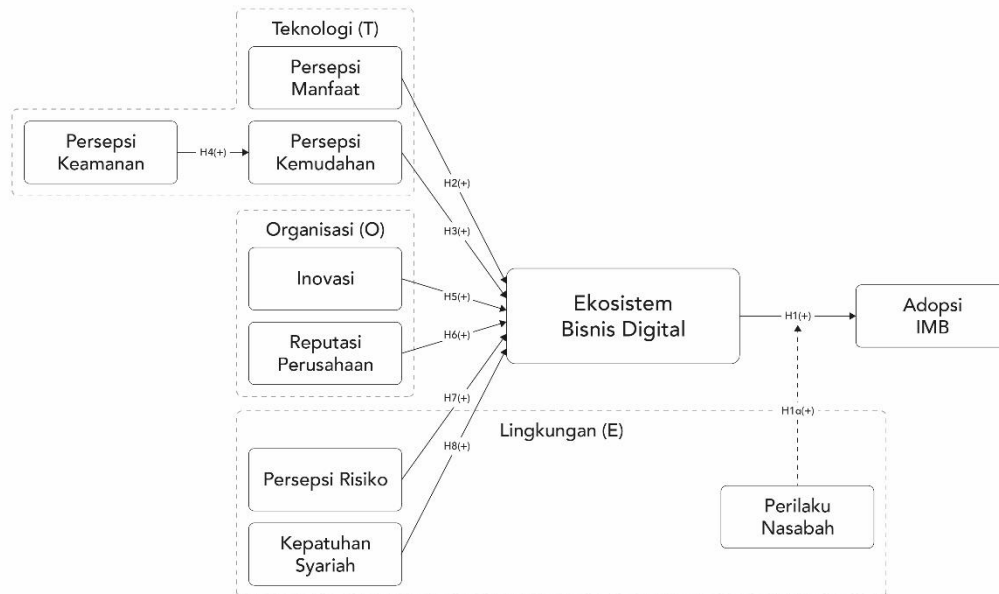 Teknologi (T)
Persepsi
Manfaat
Persepsi
Keamanan
H4(+)
Persepsi
Kemudahan
H2(+)
H3(+)
Organisasi (O)
Inovasi
H5(+)
Reputasi
Perusahaan
H6(+)
Ekosistem
Bisnis Digital
H1(+)
Adopsi
IMB
H7(+)
H8(+)
H1a(+)
Lingkungan (E)
Persepsi Risiko
Kepatuhan
Syariah
Perilaku
Nasabah